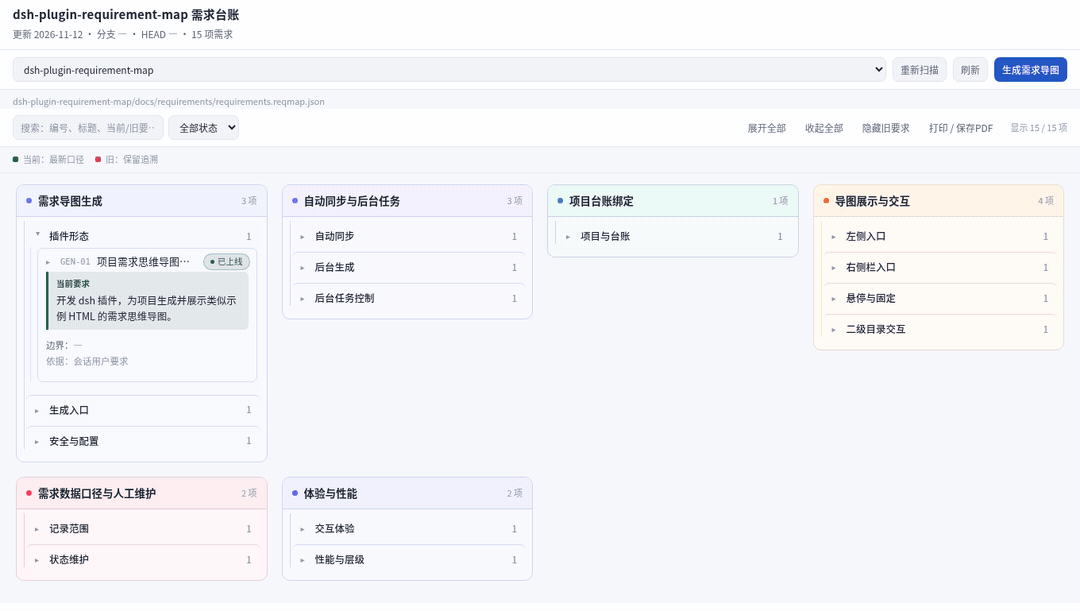 dsh-plugin-requirement-map 需求台账
更新 2026-11-12 • 分支 — • HEAD — • 15 项需求
dsh-plugin-requirement-map
重新扫描
刷新
生成需求导图
dsh-plugin-requirement-map/docs/requirements/requirements.reqmap.json
搜索：编号、标题、当前/旧要…
全部状态
展开全部
收起全部
隐藏旧要求
打印 / 保存PDF
显示 15 / 15 项
当前：最新口径
旧：保留追溯
需求导图生成
3 项
插件形态
1
GEN-01 项目需求思维导图…
已上线
当前要求
开发 dsh 插件，为项目生成并展示类似示
例 HTML 的需求思维导图。
边界：—
依据：会话用户要求
生成入口
1
安全与配置
1
自动同步与后台任务
3 项
自动同步
1
后台生成
1
后台任务控制
1
项目台账绑定
1 项
项目与台账
1
导图展示与交互
4 项
左侧入口
1
右侧栏入口
1
悬停与固定
1
二级目录交互
1
需求数据口径与人工维护
2 项
记录范围
1
状态维护
1
体验与性能
2 项
交互体验
1
性能与层级
1